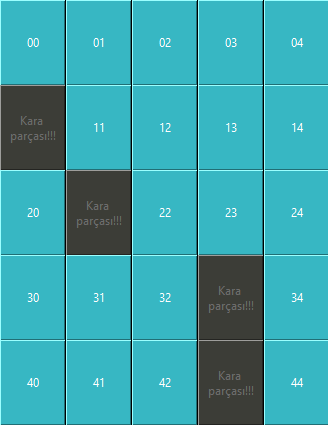 00 01 02 03 04
Kara
parçası!!! 11 12 13 14
20 Kara
parçası!!! 22 23 24
30 31 32 Kara
parçası!!! 34
40 41 42 Kara
parçası!!! 44